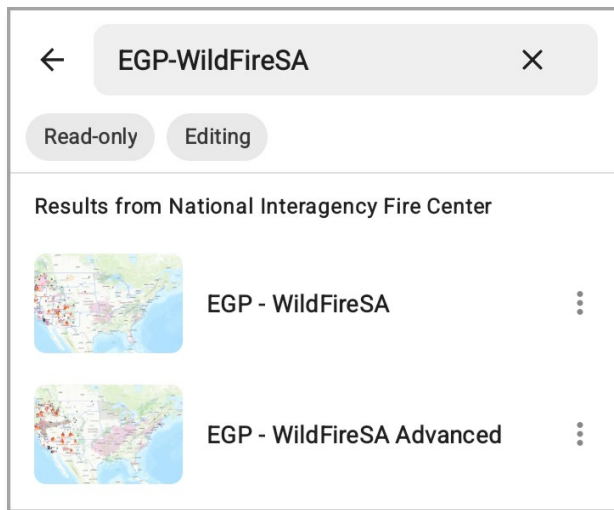 EGP-WildFireSA
Read-only
Editing
Results from National Interagency Fire Center
EGP - WildFireSA
EGP - WildFireSA Advanced